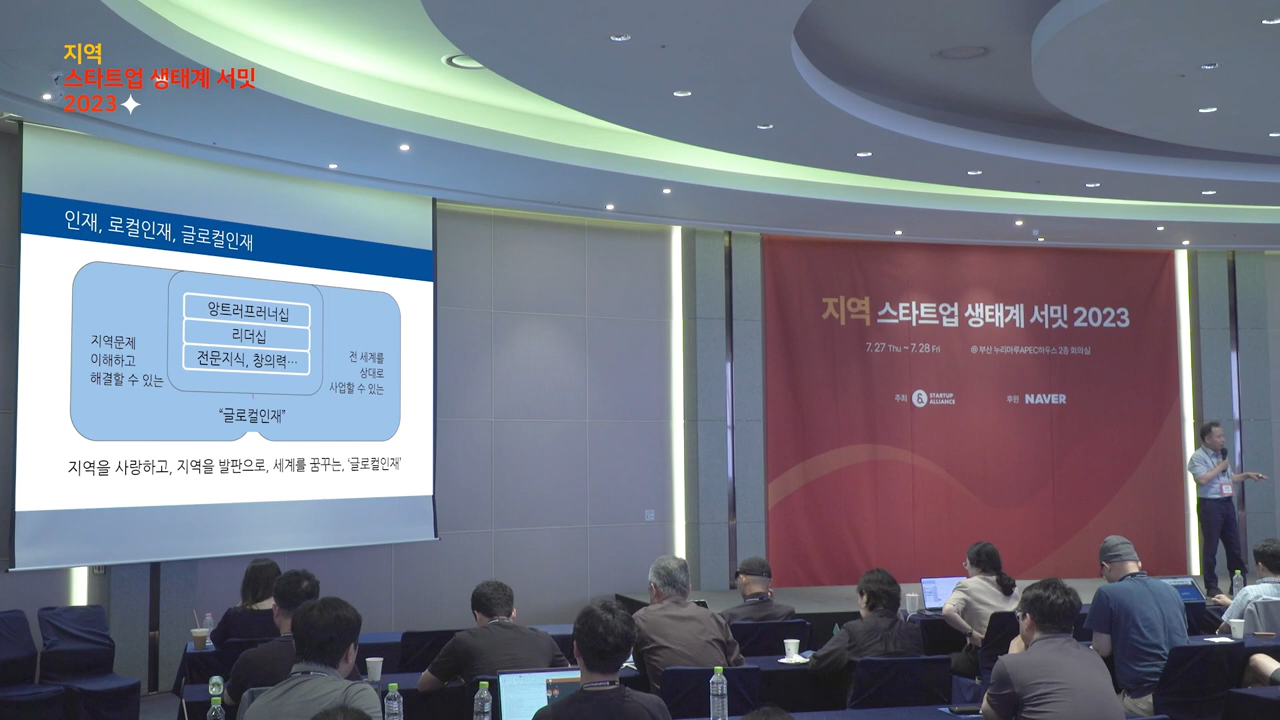 지역
스타트업 생태계 서밋
2023
인재, 로컬인재, 글로컬인재
앙트러프러너십
리더십
전문지식, 창의력…
지역문제
이해하고
해결할 수 있는
전 세계를
상대로
사업할 수 있는
“글로컬인재”
지역을 사랑하고, 지역을 발판으로, 세계를 꿈꾸는, ‘글로컬인재’
지역 스타트업 생태계 서밋 2023
7. 27 Thu ~ 7. 28 Fri @ 부산 누리마루APEC하우스 2층 회의실
주최 & STARTUP ALLIANCE 후원 NAVER